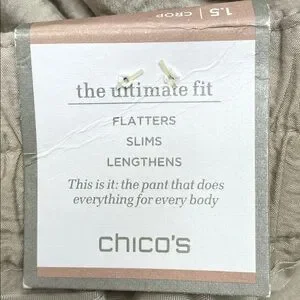 1.5 | CROP
the ultimate fit
FLATTERS
SLIMS
LENGTHENS
This is it: the pant that does
everything for every body
chico's